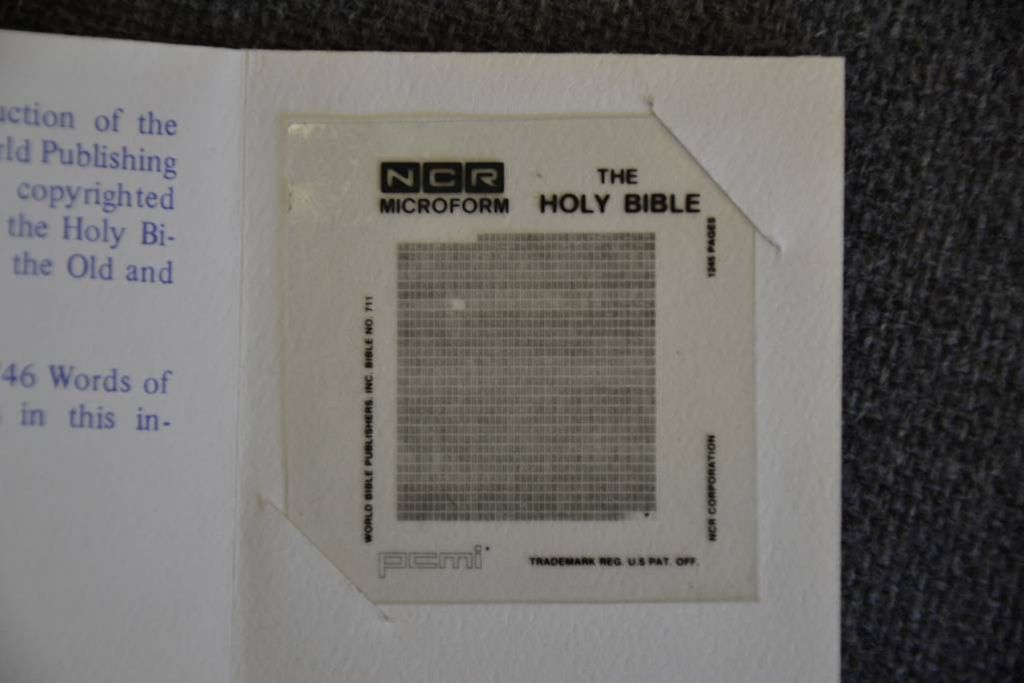 uction of the
rld Publishing
copyrighted
the Holy Bi-
the Old and
46 Words of
in this in-
NCR
MICROFORM
THE
HOLY BIBLE
1245 PAGES
WORLD BIBLE PUBLISHERS, INC. BIBLE NO. 711
NCR CORPORATION
pcmi
TRADEMARK REG. U.S PAT. OFF.